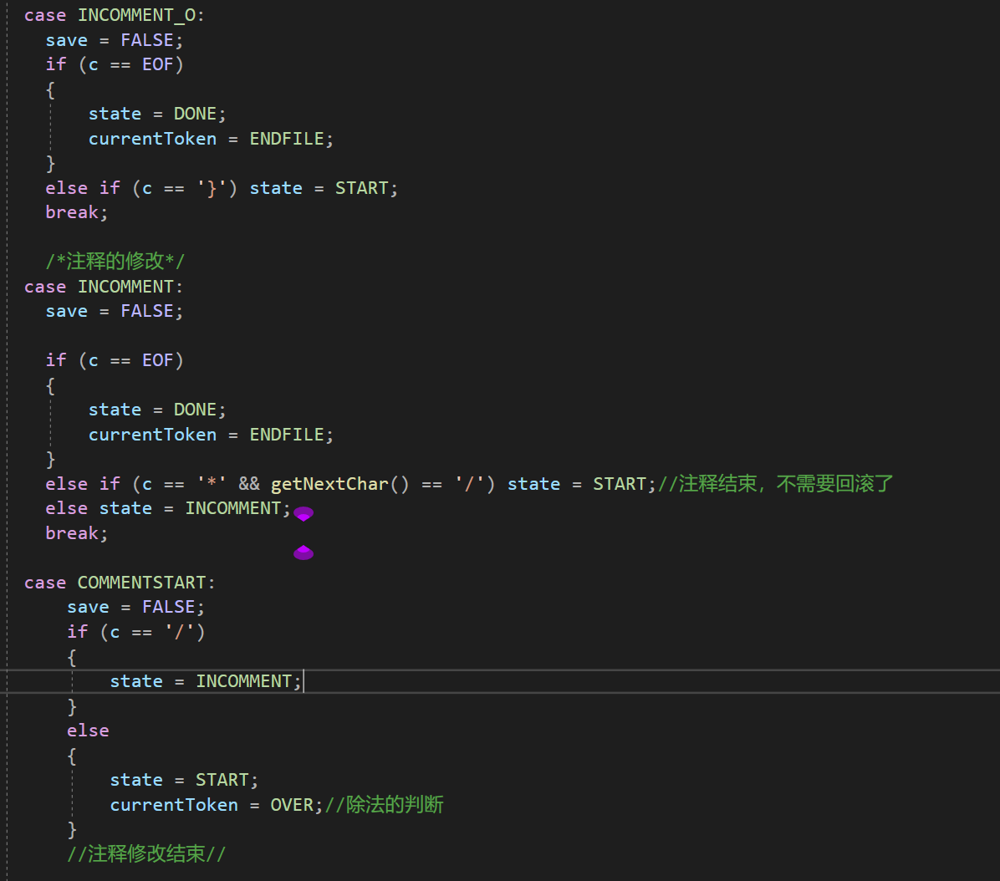 case INCOMMENT_O:
save = FALSE;
if (c == EOF)
{
state = DONE;
currentToken = ENDFILE;
}
else if (c == '}') state = START;
break;
/*注释的修改*/
case INCOMMENT:
save = FALSE;
if (c == EOF)
{
state = DONE;
currentToken = ENDFILE;
}
else if (c == '*' && getNextChar() == '/') state = START;//注释结束，不需要回滚了
else state = INCOMMENT;
break;
case COMMENTSTART:
save = FALSE;
if (c == '/')
{
state = INCOMMENT;
}
else
{
state = START;
currentToken = OVER;//除法的判断
}
//注释修改结束//